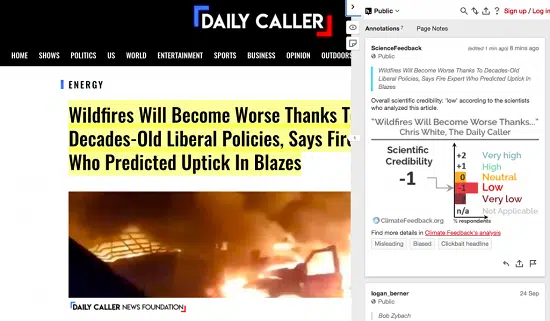 DAILY CALLER
HOME SHOWS POLITICS US WORLD ENTERTAINMENT SPORTS BUSINESS OPINION OUTDOORS
ENERGY
Wildfires Will Become Worse Thanks T
Decades-Old Liberal Policies, Says Fire
Who Predicted Uptick In Blazes
DAILY CALLER NEWS FOUNDATION
Public
Sign up / Log in
Annotations 7 Page Notes
ScienceFeedback (edited 1 min ago) 8 mins ago
Public
Wildfires Will Become Worse Thanks To Decades-Old
Liberal Policies, Says Fire Expert Who Predicted Uptick In
Blazes
Overall scientific credibility: 'low' according to the scientists
who analyzed this article.
"Wildfires Will Become Worse Thanks..."
Chris White, The Daily Caller
Scientific
Credibility
-1
+2 Very high
+1 High
0 Neutral
-1 Low
Very low
n/a Not Applicable
ClimateFeedback.org
% respondents
Find more details in Climate Feedback's analysis
Misleading Biased Clickbait headline
logan_berner 24 Sep
Public
Bob Zybach